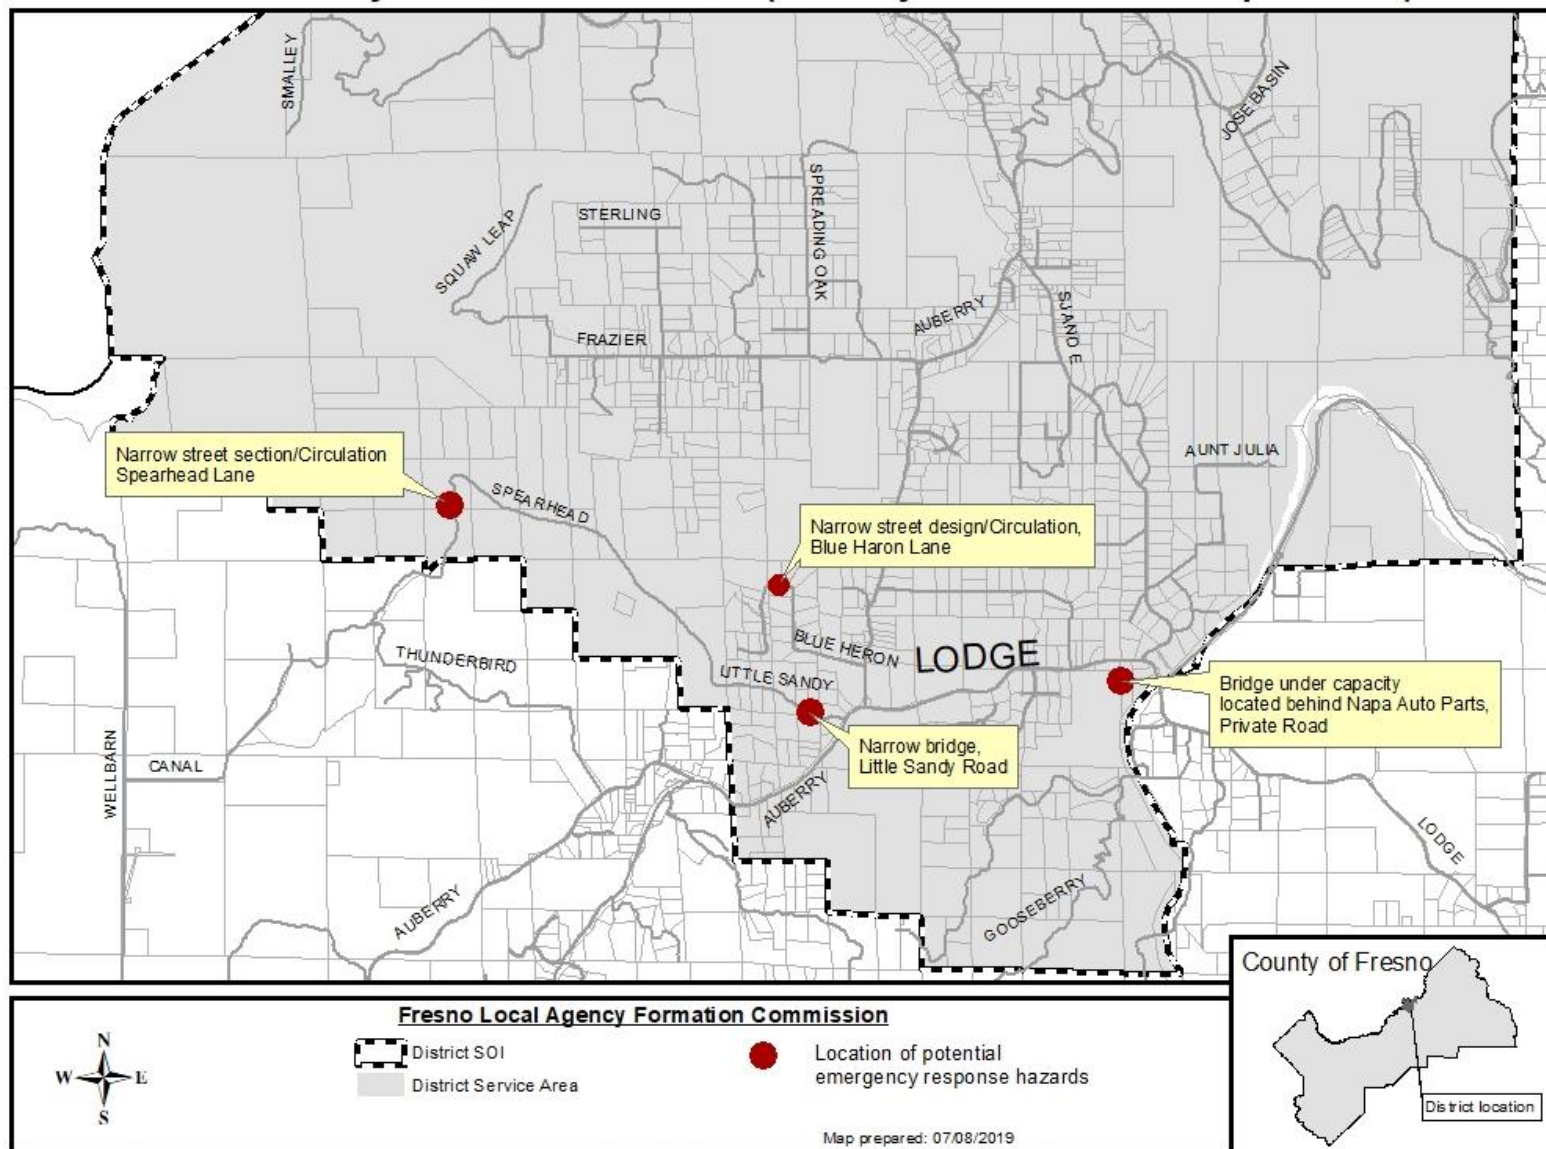 SMALLEY
JOSE BASIN
SPREADING OAK
STERLING
SQUAW LEAP
AUBERRY
SJ AND E
FRAZIER
AUNT JULIA
Narrow street section/Circulation
Spearhead Lane
SPEARHEAD
Narrow street design/Circulation,
Blue Haron Lane
BLUE HERON
LODGE
THUNDERBIRD
LITTLE SANDY
Bridge under capacity
located behind Napa Auto Parts,
Private Road
Narrow bridge,
Little Sandy Road
WELLBARN
CANAL
AUBERRY
LODGE
AUBERRY
GOOSEBERRY
County of Fresno
District location
Fresno Local Agency Formation Commission
N
W E
S
District SOI
District Service Area
Location of potential
emergency response hazards
Map prepared: 07/08/2019